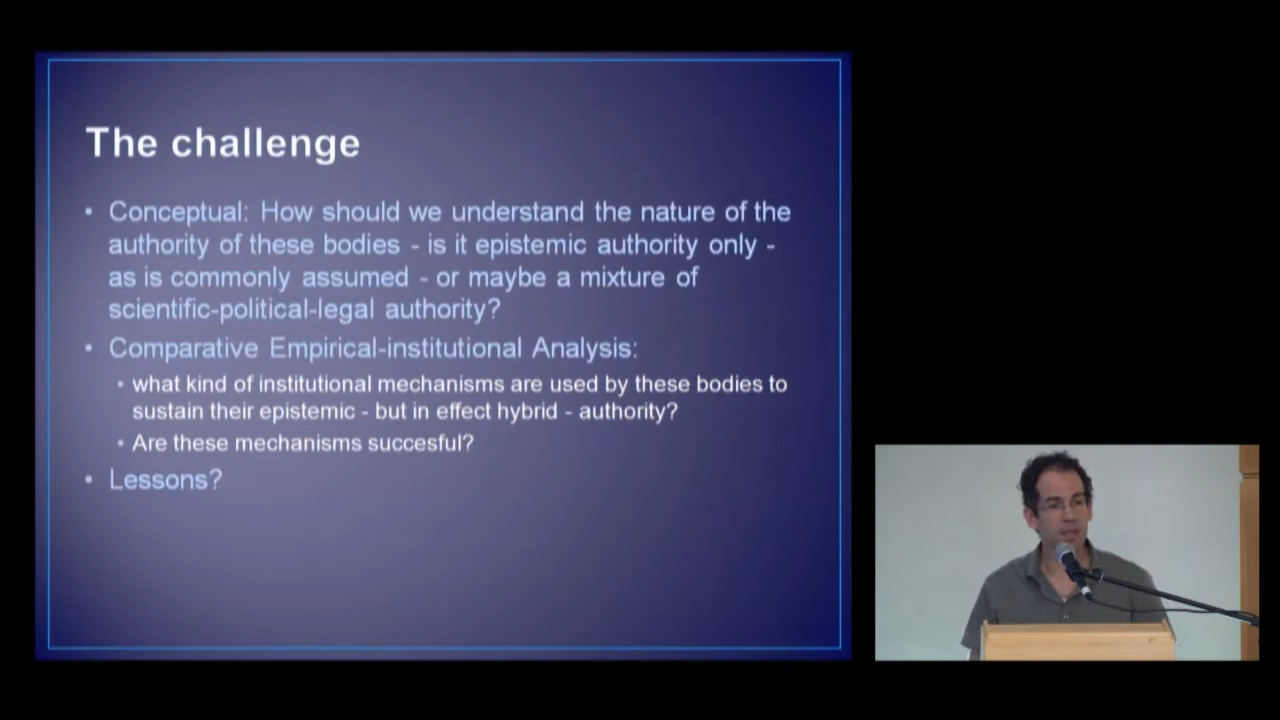 The challenge
• Conceptual: How should we understand the nature of the
authority of these bodies - is it epistemic authority only -
as is commonly assumed - or maybe a mixture of
scientific-political-legal authority?
• Comparative Empirical-institutional Analysis:
• what kind of institutional mechanisms are used by these bodies to
sustain their epistemic - but in effect hybrid - authority?
• Are these mechanisms succesful?
• Lessons?